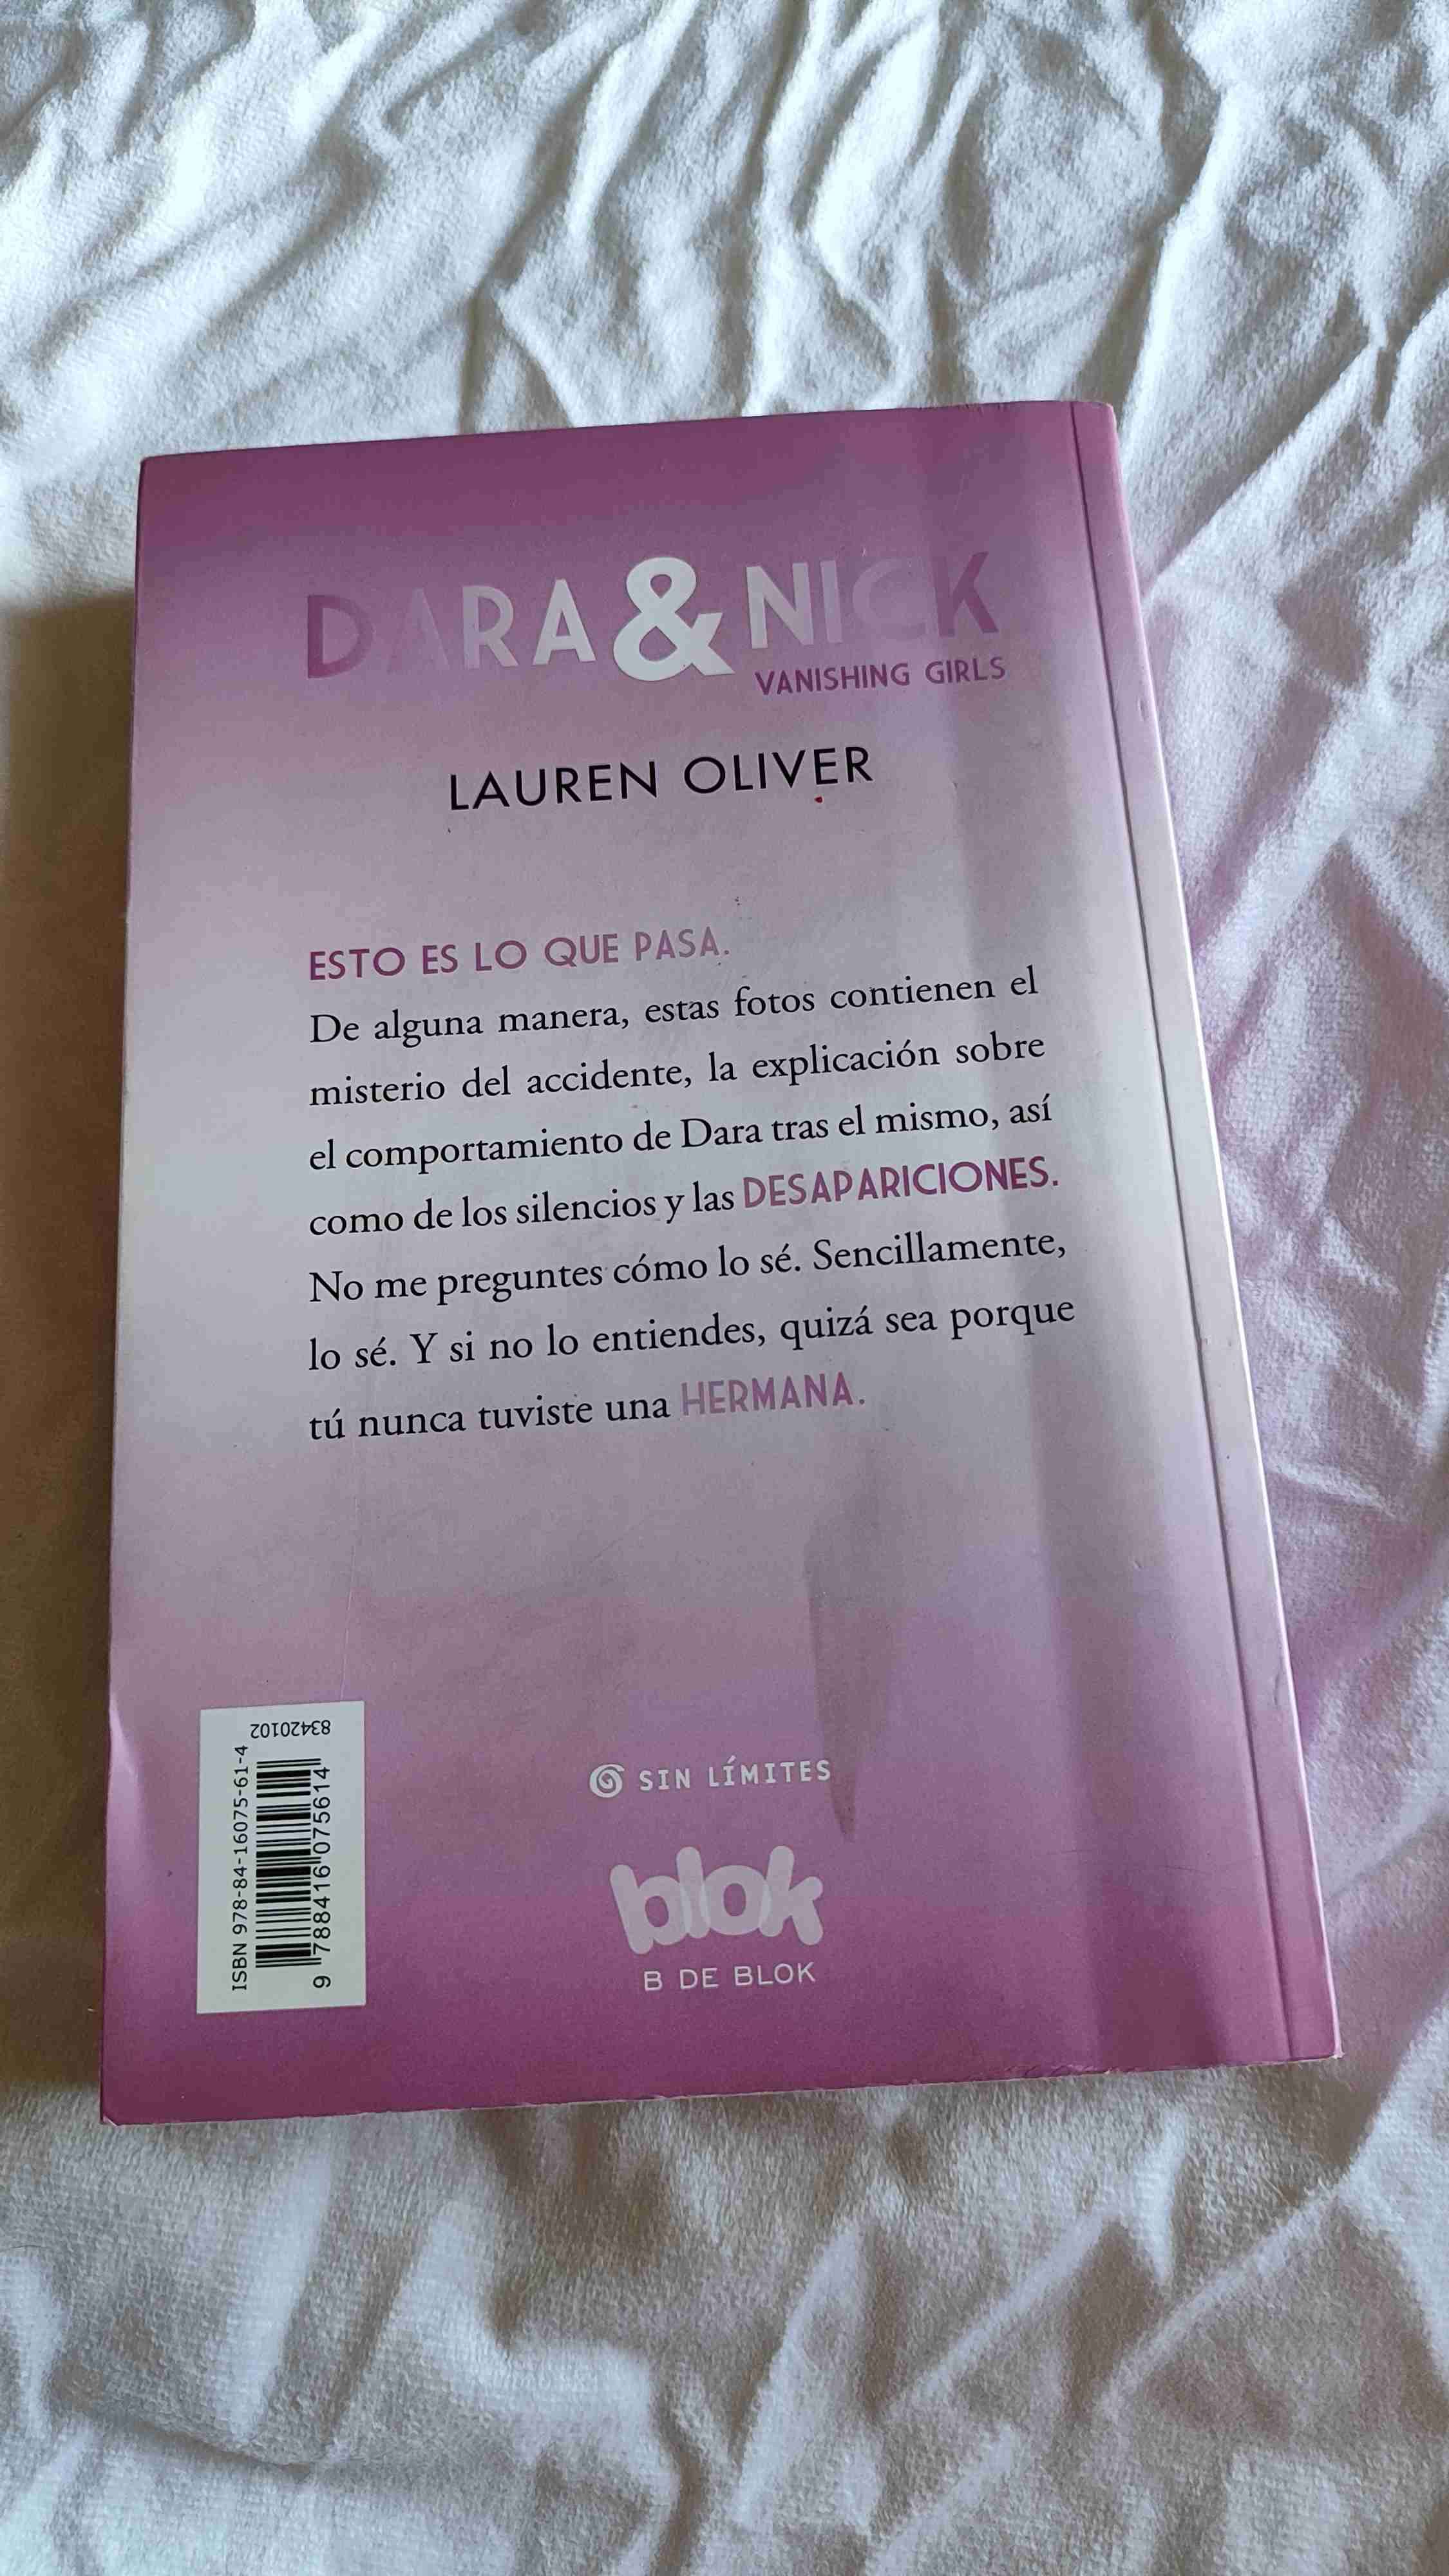 DARA & NICK
VANISHING GIRLS
LAUREN OLIVER
ESTO ES LO QUE PASA.
De alguna manera, estas fotos contienen el
misterio del accidente, la explicación sobre
el comportamiento de Dara tras el mismo, así
como de los silencios y las DESAPARICIONES.
No me preguntes cómo lo sé. Sencillamente,
lo sé. Y si no lo entiendes, quizá sea porque
tú nunca tuviste una HERMANA.
SIN LÍMITES
blok
B DE BLOK
ISBN 978-84-16075-61-4
9 788416 075614
83420102